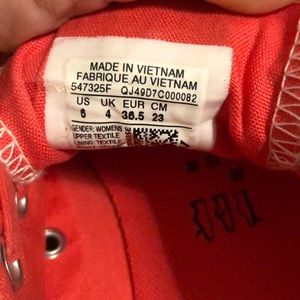 MADE IN VIETNAM
FABRIQUE AU VIETNAM
547325F QJ49D7C000082
US UK EUR CM
6 4 36.5 23
GENDER: WOMENS
UPPER TEXTILE
LINING: TEXTILE